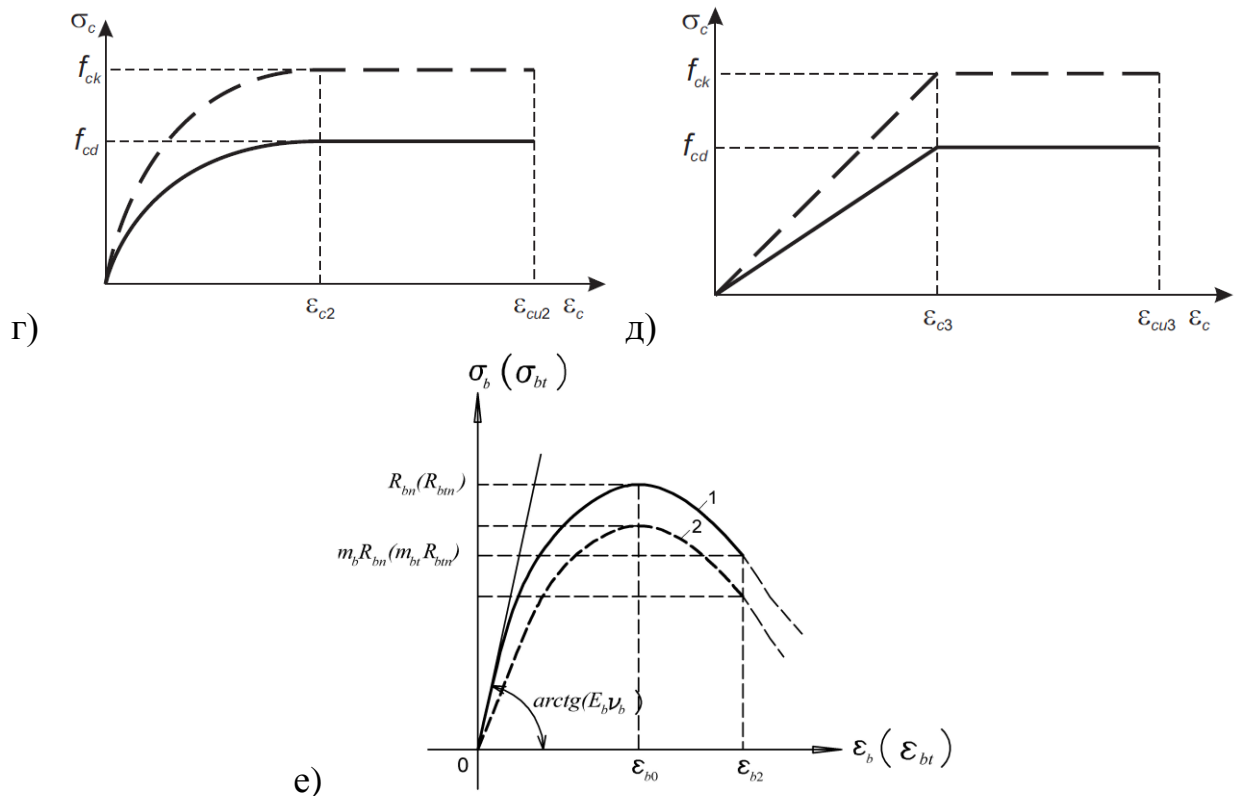 σc
fck
fcd
εc2
εcu2 εc
г)
σc
fck
fcd
εc3
εcu3 εc
д)
σb (σbt)
Rbn(Rbtn)
1
2
mbRbn(mbtRbtn)
arctg(Ebνb)
0
εb0
εb2
εb (εbt)
е)